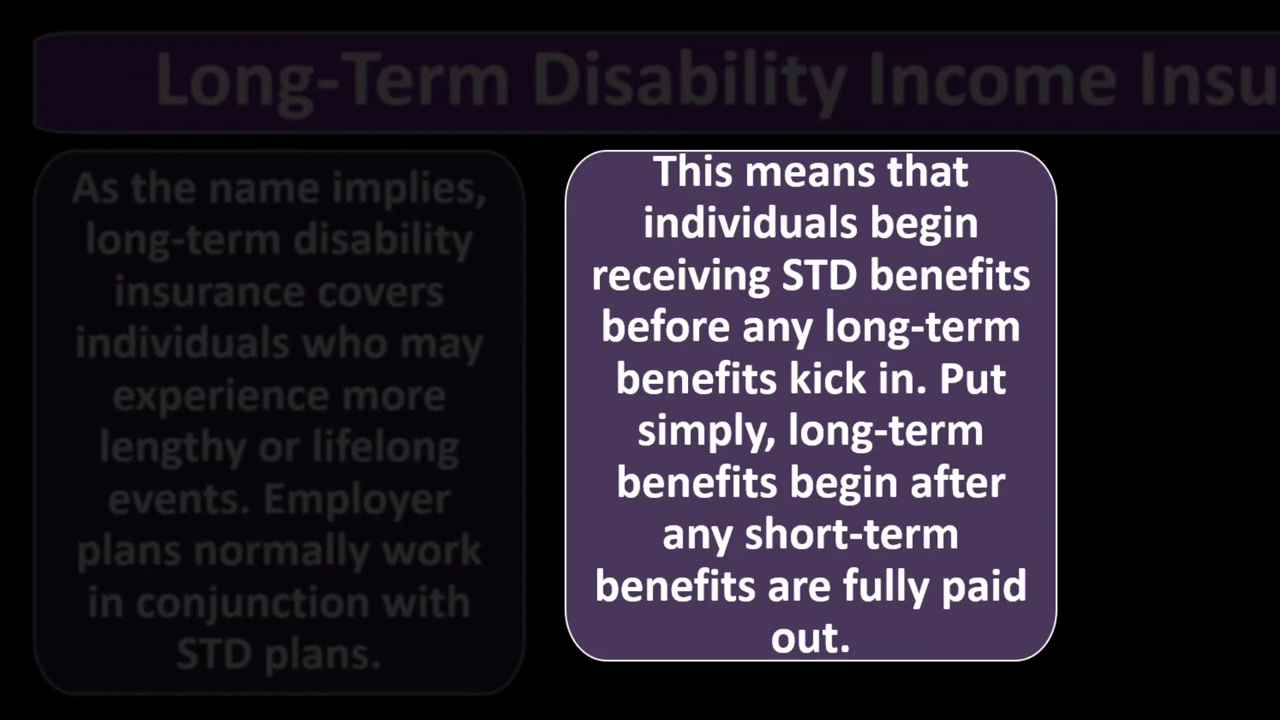 Long-Term Disability Income Insu
As the name implies,
long-term disability
insurance covers
individuals who may
experience more
lengthy or lifelong
events. Employer
plans normally work
in conjunction with
STD plans.
This means that
individuals begin
receiving STD benefits
before any long-term
benefits kick in. Put
simply, long-term
benefits begin after
any short-term
benefits are fully paid
out.